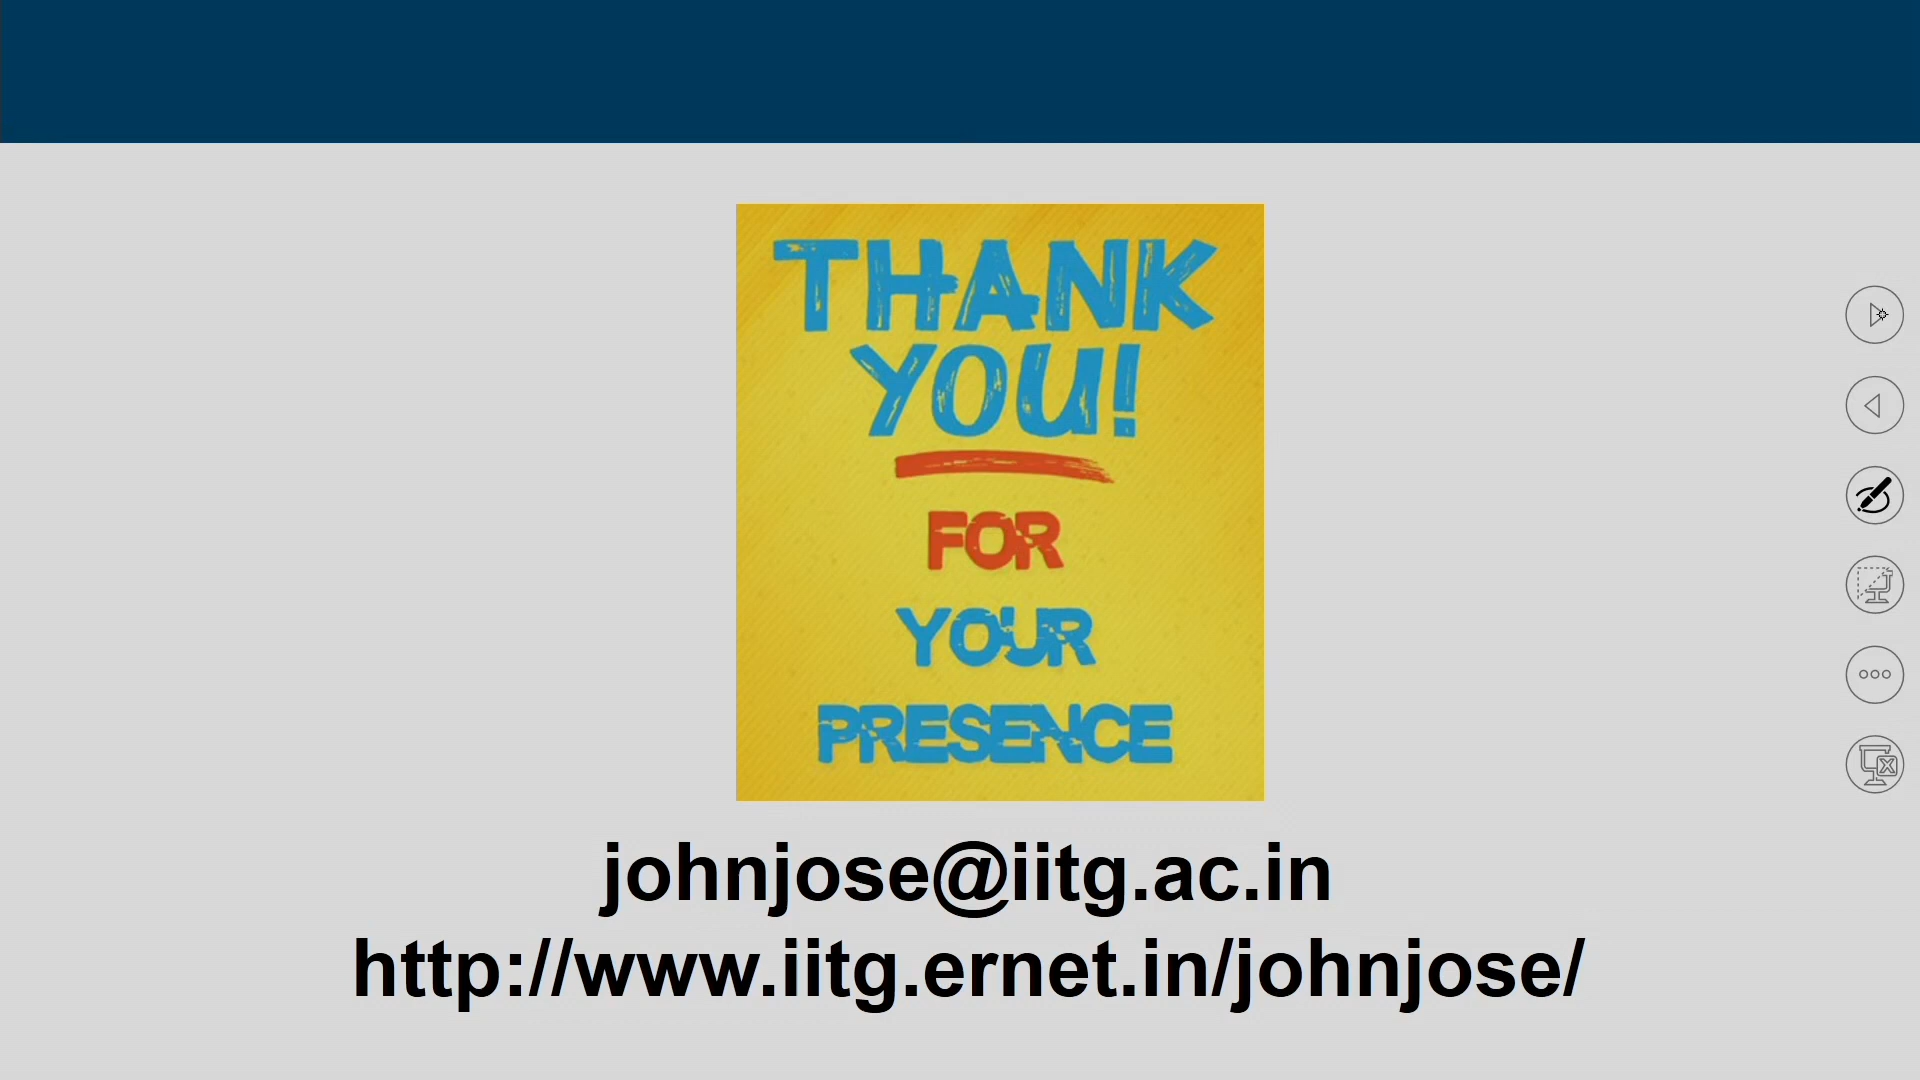 THANK
YOU!
FOR
YOUR
PRESENCE
johnjose@iitg.ac.in
http://www.iitg.ernet.in/johnjose/